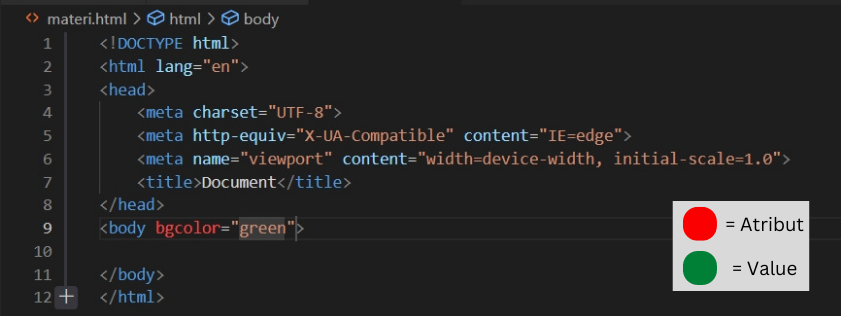 <> materi.html > html > body
1 <!DOCTYPE html>
2 <html lang="en">
3 <head>
4 <meta charset="UTF-8">
5 <meta http-equiv="X-UA-Compatible" content="IE=edge">
6 <meta name="viewport" content="width=device-width, initial-scale=1.0">
7 <title>Document</title>
8 </head>
9 <body bgcolor="green">
10
11 </body>
12 </html>
= Atribut
= Value